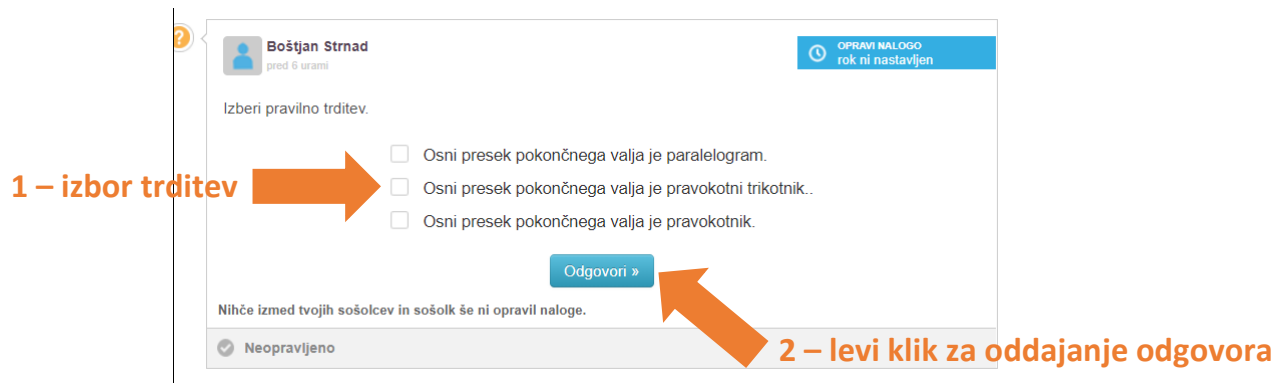 ?
Boštjan Strnad
pred 6 urami
OPRAVI NALOGO
rok ni nastavljen
Izberi pravilno trditev.
Osni presek pokončnega valja je paralelogram.
1 – izbor trditev
Osni presek pokončnega valja je pravokotni trikotnik..
Osni presek pokončnega valja je pravokotnik.
Odgovori »
Nihče izmed tvojih sošolcev in sošolk še ni opravil naloge.
Neopravljeno
2 – levi klik za oddajanje odgovora